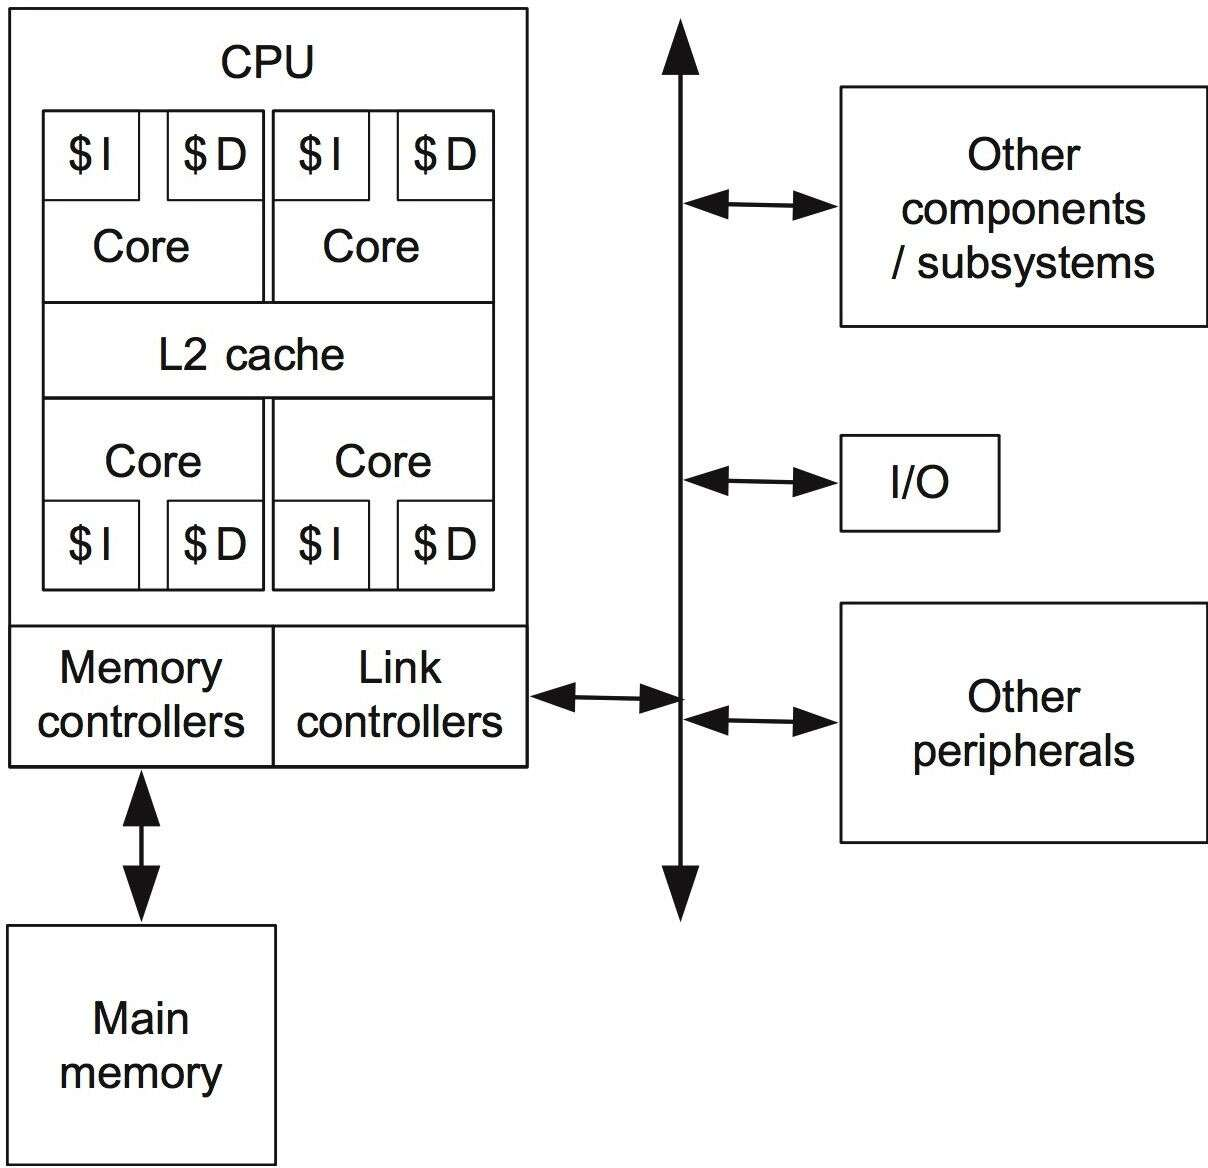 CPU
$ I $ D $ I $ D
Core Core
L2 cache
Core Core
$ I $ D $ I $ D
Memory
controllers
Link
controllers
Main
memory
Other
components
/ subsystems
I/O
Other
peripherals